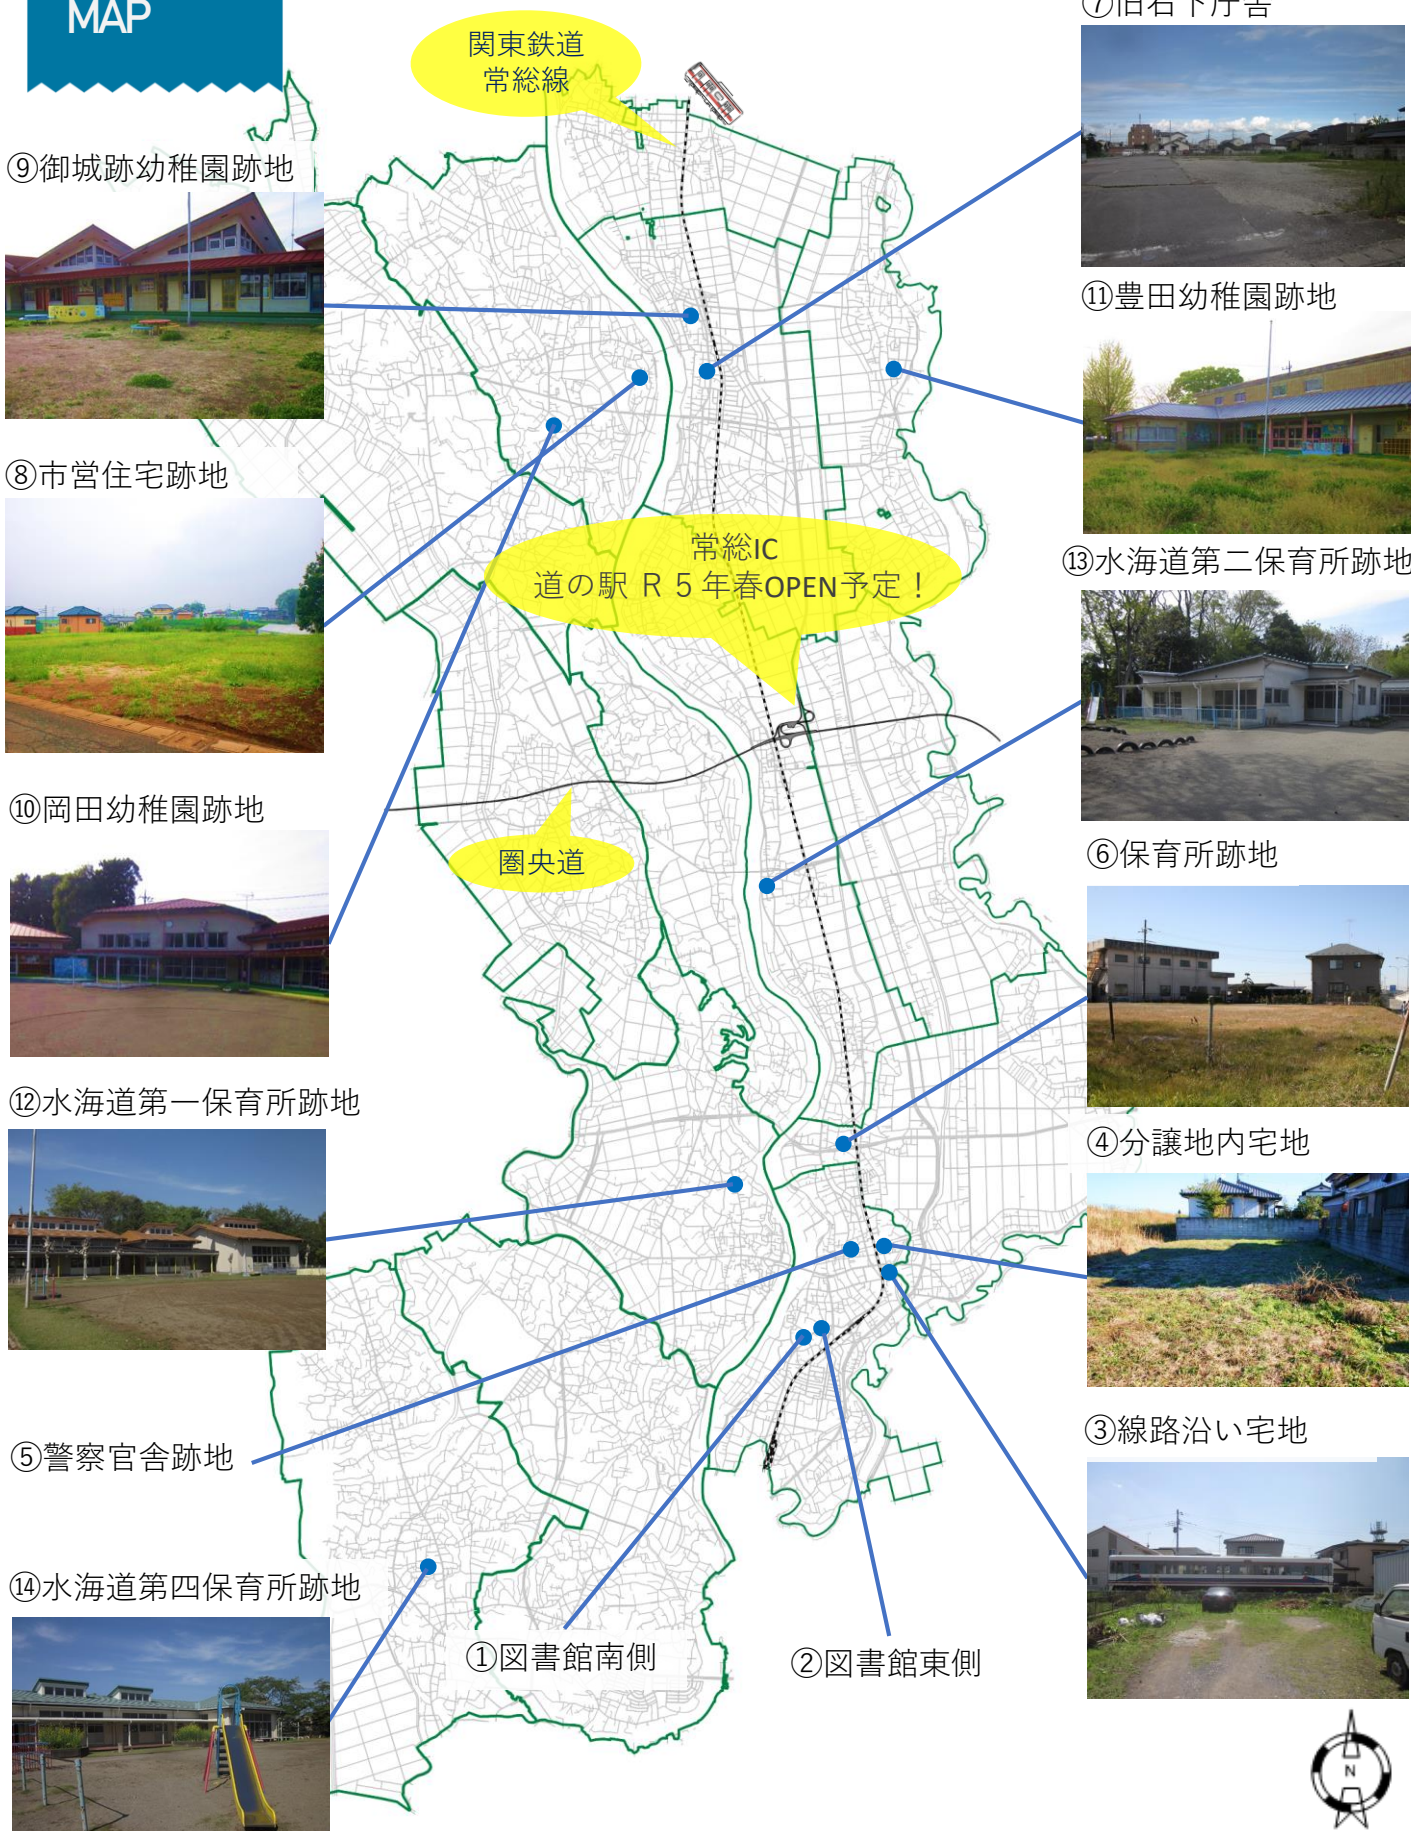 MAP
⑦旧石下庁舎
関東鉄道
常総線
⑨御城跡幼稚園跡地
⑪豊田幼稚園跡地
⑧市営住宅跡地
常総IC
道の駅 R 5 年春OPEN予定！
⑬水海道第二保育所跡地
⑩岡田幼稚園跡地
圏央道
⑥保育所跡地
⑫水海道第一保育所跡地
④分譲地内宅地
⑤警察官舎跡地
③線路沿い宅地
⑭水海道第四保育所跡地
①図書館南側
②図書館東側
N